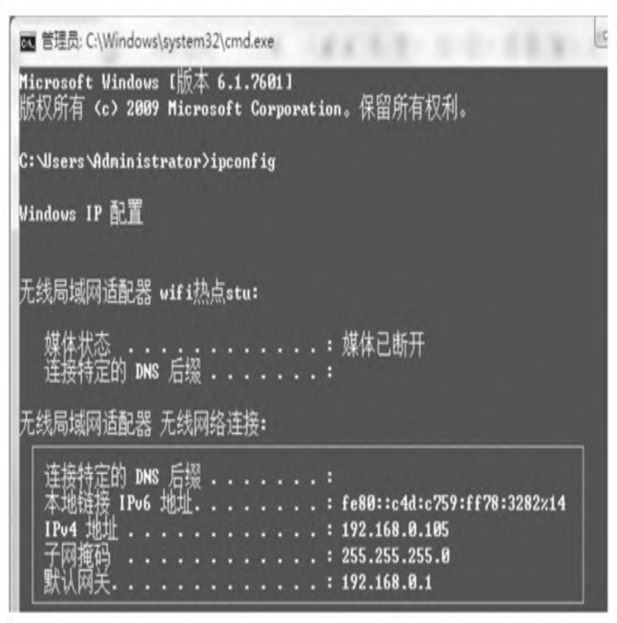 管理员: C:\Windows\system32\cmd.exe
Microsoft Windows [版本 6.1.7601]
版权所有 (c) 2009 Microsoft Corporation。保留所有权利。
C:\Users\Administrator>ipconfig
Windows IP 配置
无线局域网适配器 wifi热点stu:
媒体状态 . . . . . . . . . . . . : 媒体已断开
连接特定的 DNS 后缀 . . . . . . . :
无线局域网适配器 无线网络连接:
连接特定的 DNS 后缀 . . . . . . . :
本地链接 IPv6 地址. . . . . . . . : fe80::c4d:c759:ff78:3282%14
IPv4 地址 . . . . . . . . . . . . : 192.168.0.105
子网掩码 . . . . . . . . . . . . : 255.255.255.0
默认网关. . . . . . . . . . . . . : 192.168.0.1